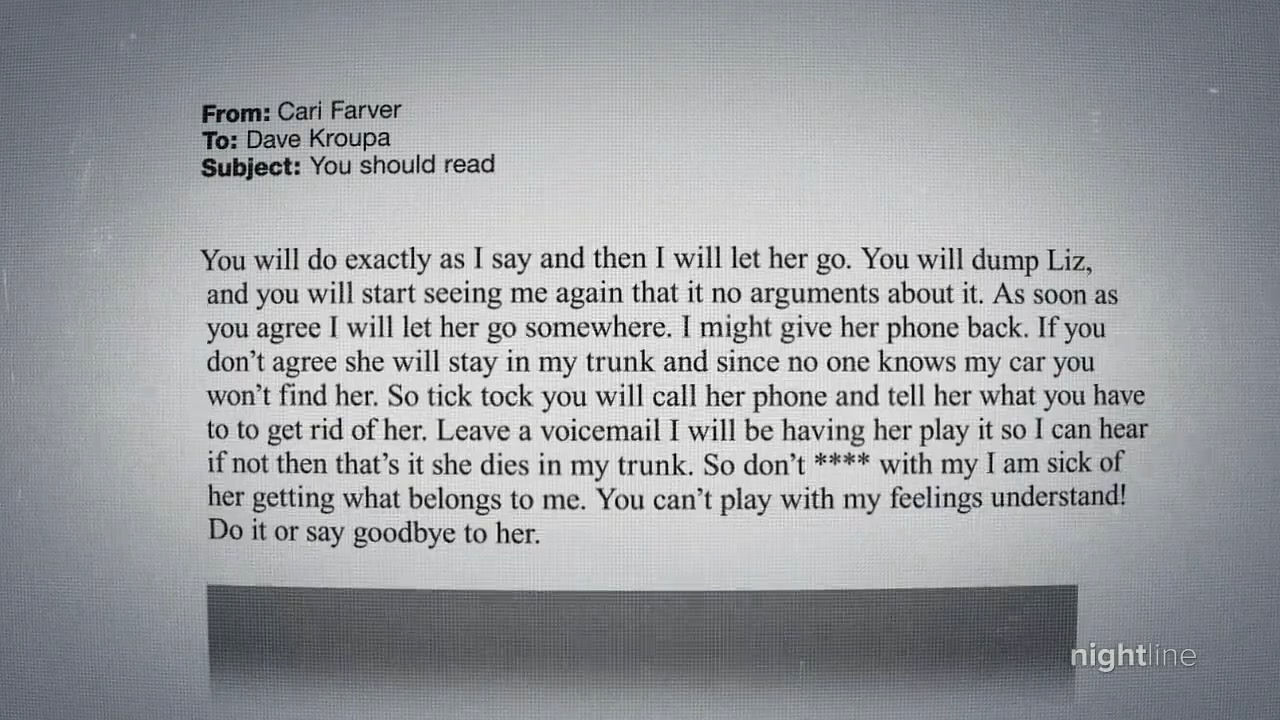 From: Cari Farver
To: Dave Kroupa
Subject: You should read
You will do exactly as I say and then I will let her go. You will dump Liz,
and you will start seeing me again that it no arguments about it. As soon as
you agree I will let her go somewhere. I might give her phone back. If you
don’t agree she will stay in my trunk and since no one knows my car you
won’t find her. So tick tock you will call her phone and tell her what you have
to to get rid of her. Leave a voicemail I will be having her play it so I can hear
if not then that’s it she dies in my trunk. So don’t **** with my I am sick of
her getting what belongs to me. You can’t play with my feelings understand!
Do it or say goodbye to her.
nightline